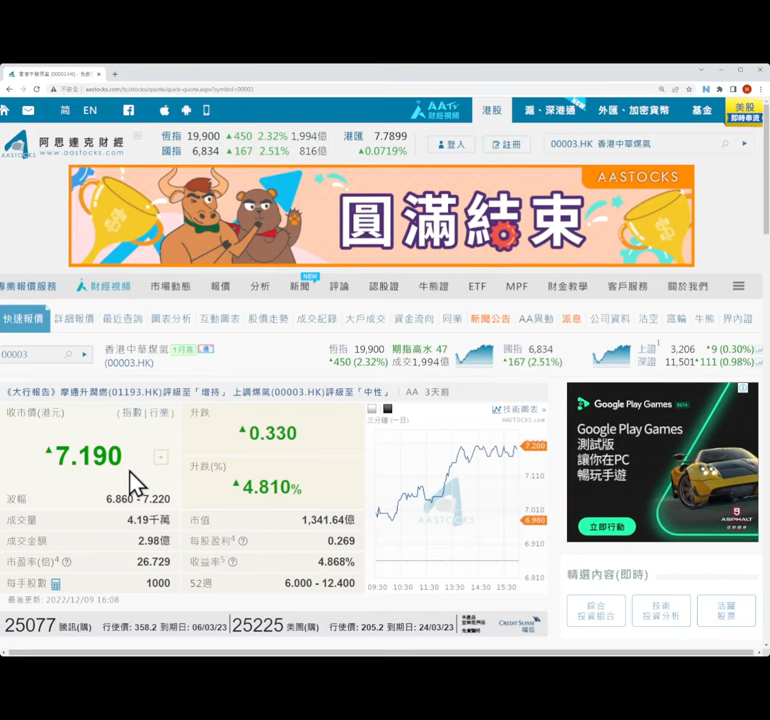 香港中華煤氣 (00003.HK)
aastocks.com/tc/stocks/quote/quick-quote.aspx?symbol=00003
简 EN
AATV 財經視頻 港股 滬、深港通 New 外匯、加密貨幣 基金 美股 即時串流
阿思達克財經 恆指 19,900 ▲450 2.32% 1,994億 港匯 7.7899 登入 註冊 00003.HK 香港中華煤氣
www.aastocks.com 國指 6,834 ▲167 2.51% 816億 ▲0.0719%
AASTOCKS
圓滿結束
專業報價服務 財經視頻 市場動態 報價 分析 新聞 NEW 評論 認股證 牛熊證 ETF MPF 財金教學 客戶服務 關於我們
快速報價 詳細報價 最近查詢 圖表分析 互動圖表 股價走勢 成交紀錄 大戶成交 資金流向 同業 新聞公告 AA異動 派息 公司資料 沽空 窩輪 牛熊 界內證
00003 香港中華煤氣 恆指 19,900 期指高水 47 國指 6,834 上證 3,206 ▲9 (0.30%)
(00003.HK) ▲450 (2.32%) 成交1,994億 ▲167 (2.51%) 深證 11,501 ▲111 (0.98%)
《大行報告》摩通升潤燃(01193.HK)評級至「增持」 上調煤氣(00003.HK)評級至「中性」 | AA 3天前
收市價(港元) (指數|行業) 升跌 技術圖表 »
三分鐘 (一日) AASTOCKS.com
▲7.190 ▲0.330
升跌(%)
▲4.810%
波幅 6.860 - 7.220
成交量 4.19千萬 市值 1,341.64億
成交金額 2.98億 每股盈利4 0.269
市盈率(倍)4 26.729 收益率5 4.868%
每手股數 1000 52週 6.000 - 12.400
7.200
7.110
7.010
6.980
6.910
6.810
09:30 10:30 11:30 13:30 14:30 15:30
最後更新: 2022/12/09 16:08
25077 騰訊(購) 行使價: 358.2 到期日: 06/03/23 25225 美團(購) 行使價: 205.2 到期日: 24/03/23 CREDIT SUISSE 瑞信
Google Play Games BETA
Google Play Games
測試版
讓你在PC
暢玩手遊
立即行動
ASPHALT
精選內容(即時)
綜合 投資組合
技術 投資分析
活躍 股票